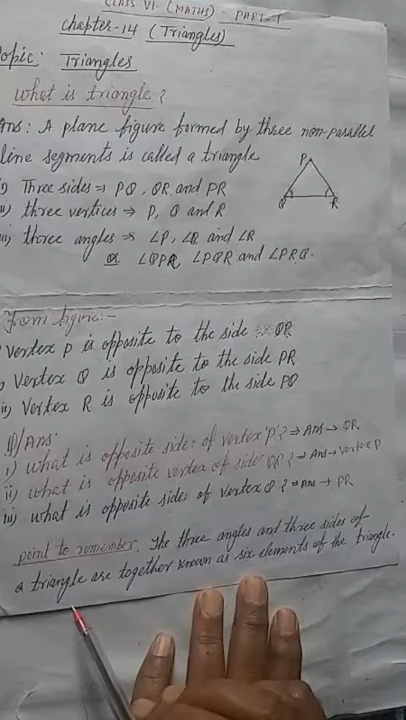 CLASS VI (MATHS) - PART-1
Chapter-14 (Triangles)
opic: Triangles
What is triangle?
Ans: A plane figure formed by three non-parallel
line segments is called a triangle
P
Q R
i) Three sides ⇒ PQ, QR and PR
ii) three vertices → P, Q and R
iii) three angles ⇒ ∠P, ∠Q and ∠R
or ∠QPR, ∠PQR and ∠PRQ.
From figure:-
Vertex P is opposite to the side QR
Vertex Q is opposite to the side PR
ii) Vertex R is opposite to the side PQ
Q/Ans:
i) What is opposite side of vertex 'P'? ⇒ Ans → QR
ii) What is opposite vertex of side 'QR'? ⇒ Ans → Vertex P
iii) what is opposite side of vertex Q? ⇒ Ans → PR
point to remember: The three angles and three sides of
a triangle are together known as six elements of the triangle.